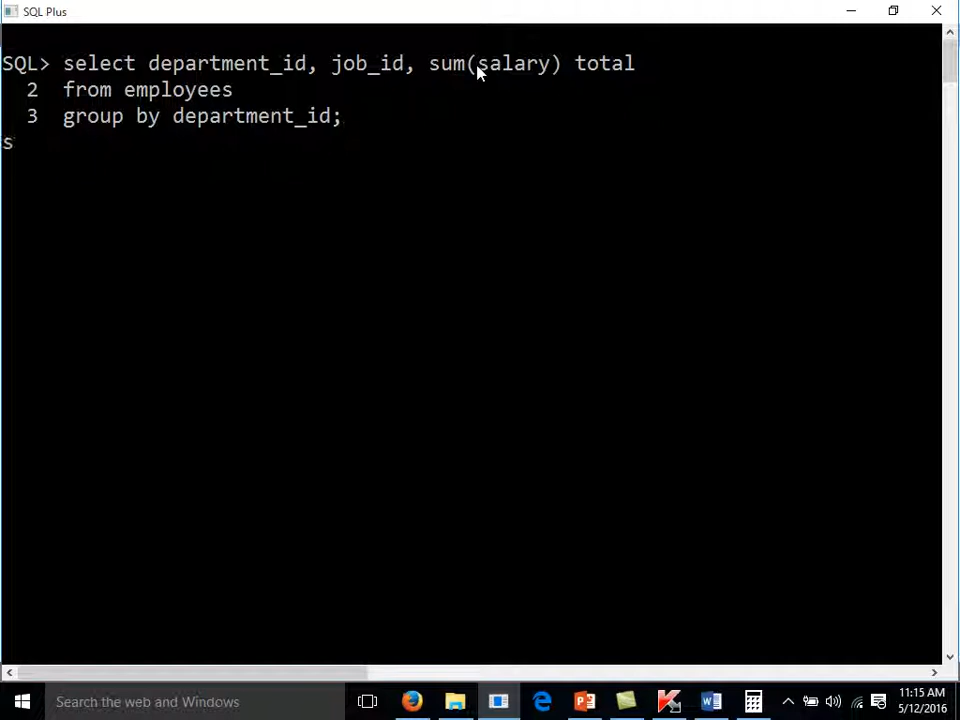 SQL Plus
SQL> select department_id, job_id, sum(salary) total
2 from employees
3 group by department_id;
s
Search the web and Windows
11:15 AM
5/12/2016